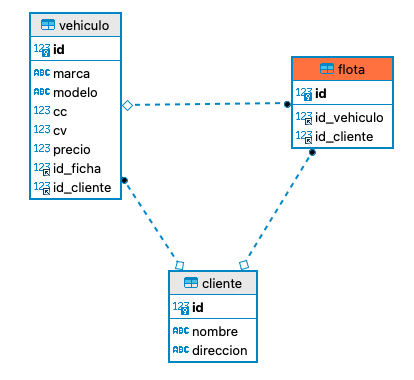 vehiculo
123 id
ABC marca
ABC modelo
123 cc
123 cv
123 precio
123 id_ficha
123 id_cliente
flota
123 id
123 id_vehiculo
123 id_cliente
cliente
123 id
ABC nombre
ABC direccion